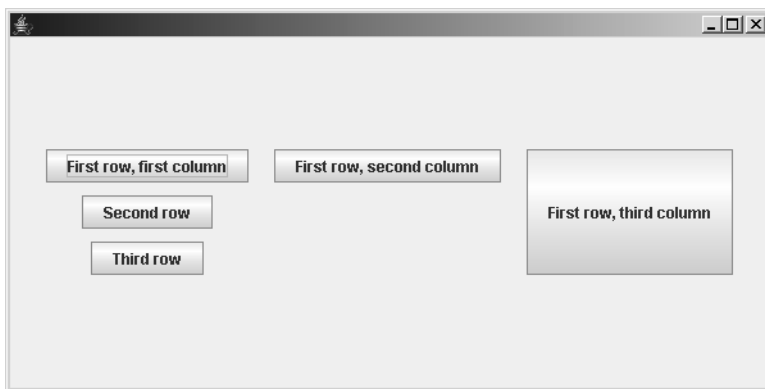 First row, first column
First row, second column
First row, third column
Second row
Third row